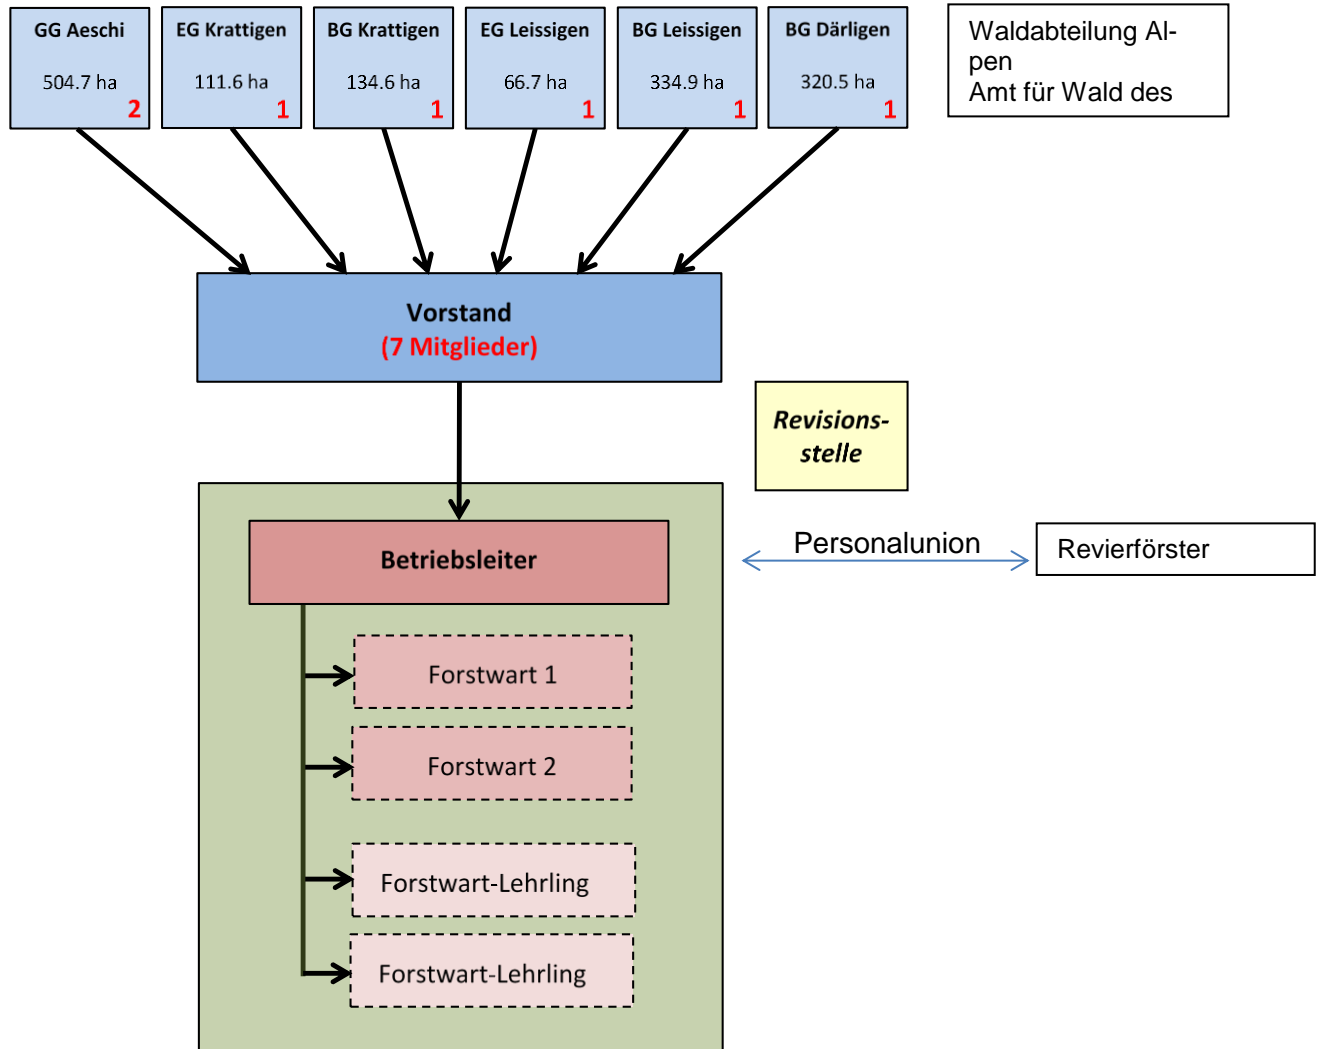 GG Aeschi
504.7 ha
2
EG Krattigen
111.6 ha
1
BG Krattigen
134.6 ha
1
EG Leissigen
66.7 ha
1
BG Leissigen
334.9 ha
1
BG Därligen
320.5 ha
1
Waldabteilung Al-
pen
Amt für Wald des
Vorstand
(7 Mitglieder)
Revisions-
stelle
Betriebsleiter
Personalunion
Revierförster
Forstwart 1
Forstwart 2
Forstwart-Lehrling
Forstwart-Lehrling